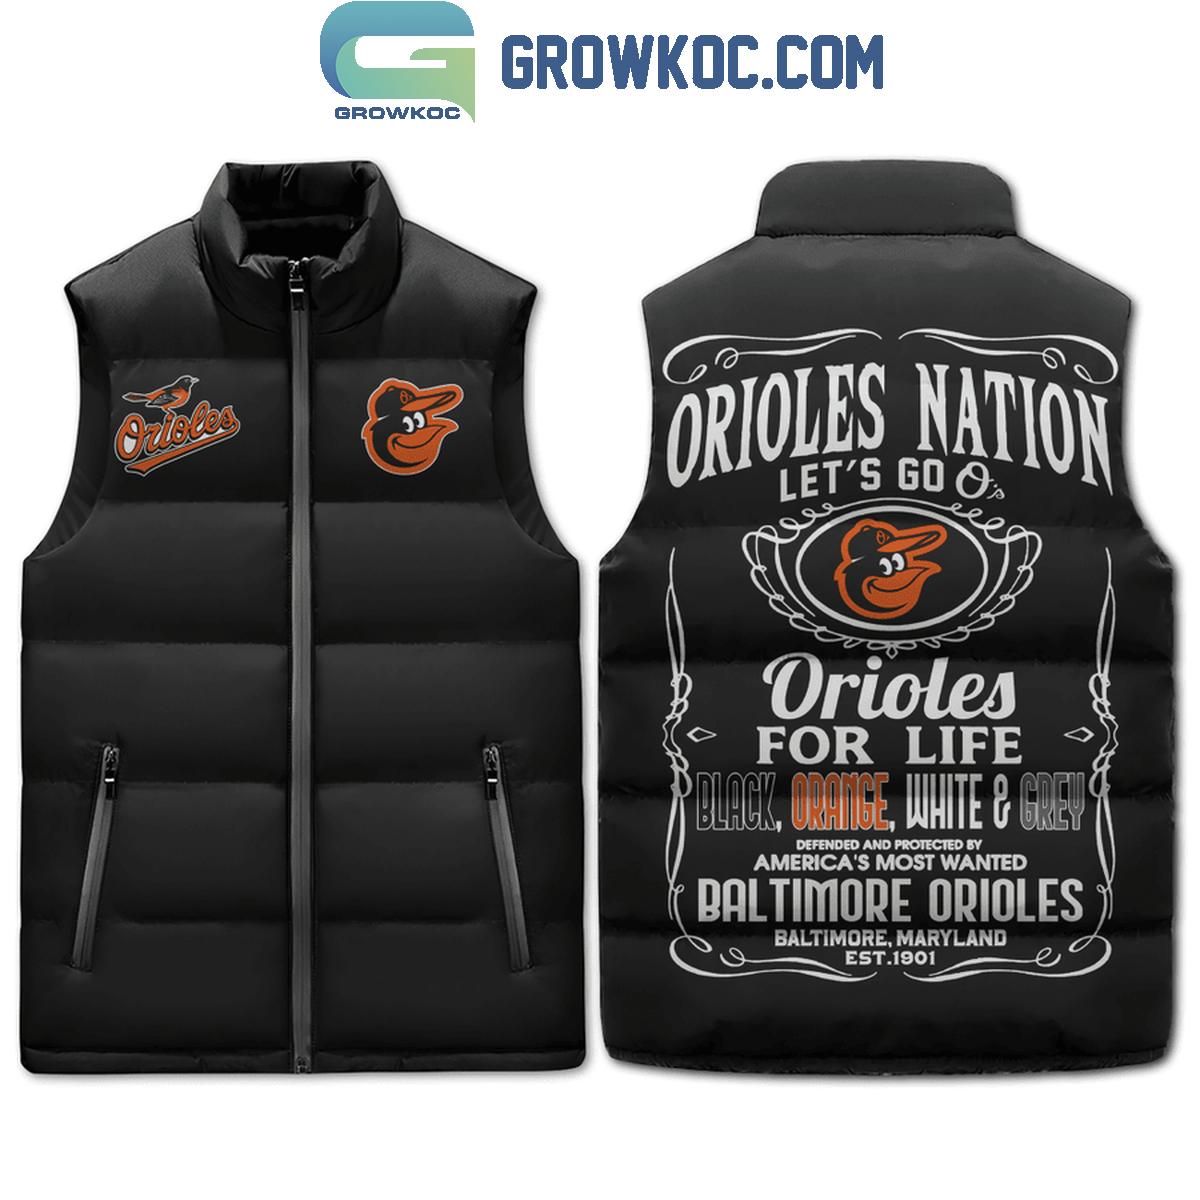 GROWKOC
GROWKOC.COM
Orioles
ORIOLES NATION
LET'S GO O's
Orioles
FOR LIFE
BLACK, ORANGE, WHITE & GREY
DEFENDED AND PROTECTED BY
AMERICA'S MOST WANTED
BALTIMORE ORIOLES
BALTIMORE, MARYLAND
EST.1901